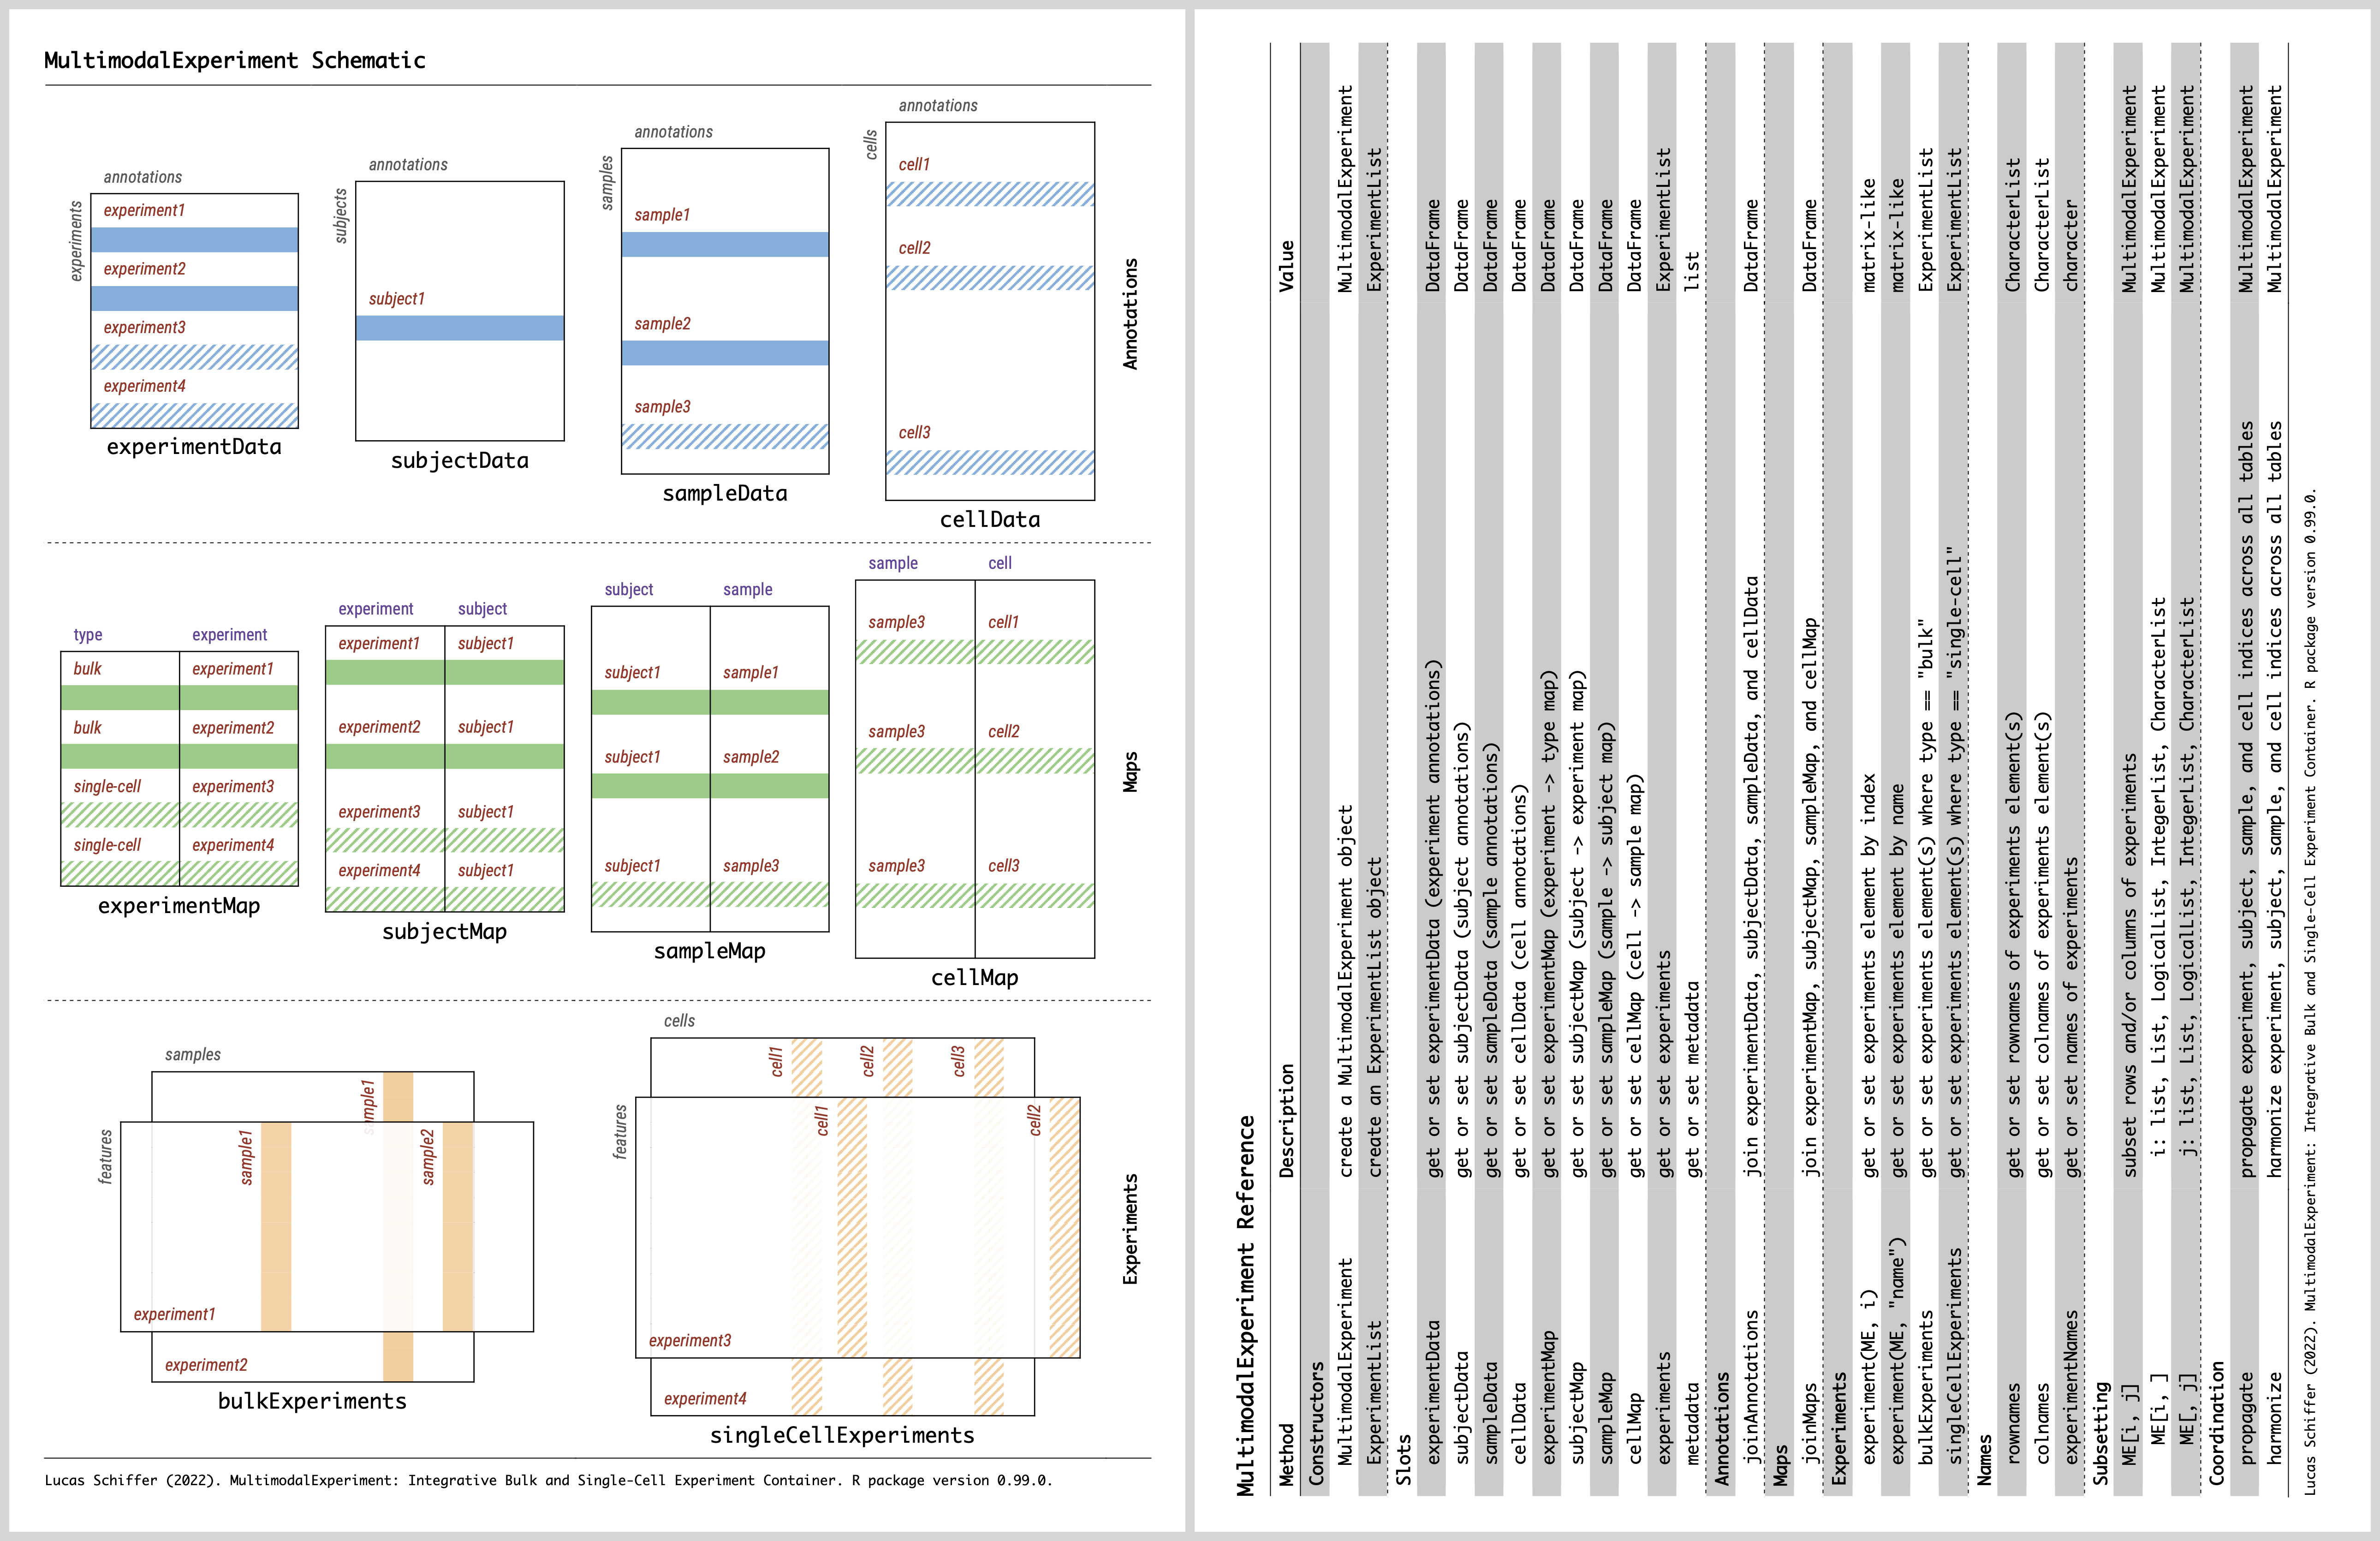 MultimodalExperiment Schematic
annotations
experiments
experiment1
experiment2
experiment3
experiment4
experimentData
annotations
subjects
subject1
subjectData
annotations
samples
sample1
sample2
sample3
sampleData
annotations
cells
cell1
cell2
cell3
cellData
Annotations
type experiment
bulk experiment1
bulk experiment2
single-cell experiment3
single-cell experiment4
experimentMap
experiment subject
experiment1 subject1
experiment2 subject1
experiment3 subject1
experiment4 subject1
subjectMap
subject sample
subject1 sample1
subject1 sample2
subject1 sample3
sampleMap
sample cell
sample3 cell1
sample3 cell2
sample3 cell3
cellMap
Maps
samples
features
sample1
sample1
sample2
experiment1
experiment2
bulkExperiments
cells
features
cell1
cell2
cell3
cell1
cell2
experiment3
experiment4
singleCellExperiments
Experiments
Lucas Schiffer (2022). MultimodalExperiment: Integrative Bulk and Single-Cell Experiment Container. R package version 0.99.0.
MultimodalExperiment Reference
Method Description Value
Constructors
MultimodalExperiment create a MultimodalExperiment object MultimodalExperiment
ExperimentList create an ExperimentList object ExperimentList
Slots
experimentData get or set experimentData (experiment annotations) DataFrame
subjectData get or set subjectData (subject annotations) DataFrame
sampleData get or set sampleData (sample annotations) DataFrame
cellData get or set cellData (cell annotations) DataFrame
experimentMap get or set experimentMap (experiment -> type map) DataFrame
subjectMap get or set subjectMap (subject -> experiment map) DataFrame
sampleMap get or set sampleMap (sample -> subject map) DataFrame
cellMap get or set cellMap (cell -> sample map) DataFrame
experiments get or set experiments ExperimentList
metadata get or set metadata list
Annotations
joinAnnotations join experimentData, subjectData, sampleData, and cellData DataFrame
Maps
joinMaps join experimentMap, subjectMap, sampleMap, and cellMap DataFrame
Experiments
experiment(ME, i) get or set experiments element by index matrix-like
experiment(ME, "name") get or set experiments element by name matrix-like
bulkExperiments get or set experiments element(s) where type == "bulk" ExperimentList
singleCellExperiments get or set experiments element(s) where type == "single-cell" ExperimentList
Names
rownames get or set rownames of experiments element(s) CharacterList
colnames get or set colnames of experiments element(s) CharacterList
experimentNames get or set names of experiments character
Subsetting
ME[i, j] subset rows and/or columns of experiments MultimodalExperiment
ME[i, ] i: list, List, LogicalList, IntegerList, CharacterList MultimodalExperiment
ME[, j] j: list, List, LogicalList, IntegerList, CharacterList MultimodalExperiment
Coordination
propagate propagate experiment, subject, sample, and cell indices across all tables MultimodalExperiment
harmonize harmonize experiment, subject, sample, and cell indices across all tables MultimodalExperiment
Lucas Schiffer (2022). MultimodalExperiment: Integrative Bulk and Single-Cell Experiment Container. R package version 0.99.0.